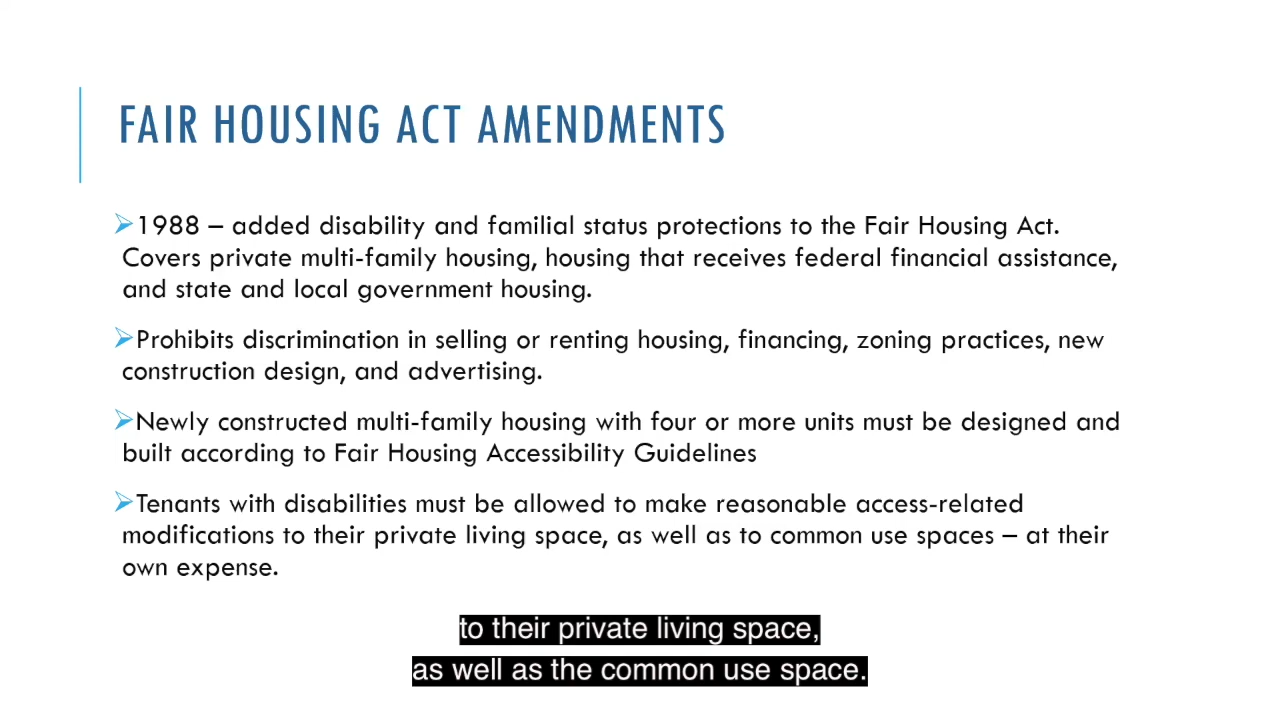 FAIR HOUSING ACT AMENDMENTS
➢1988 – added disability and familial status protections to the Fair Housing Act.
Covers private multi-family housing, housing that receives federal financial assistance,
and state and local government housing.
➢Prohibits discrimination in selling or renting housing, financing, zoning practices, new
construction design, and advertising.
➢Newly constructed multi-family housing with four or more units must be designed and
built according to Fair Housing Accessibility Guidelines
➢Tenants with disabilities must be allowed to make reasonable access-related
modifications to their private living space, as well as to common use spaces – at their
own expense.
to their private living space,
as well as the common use space.